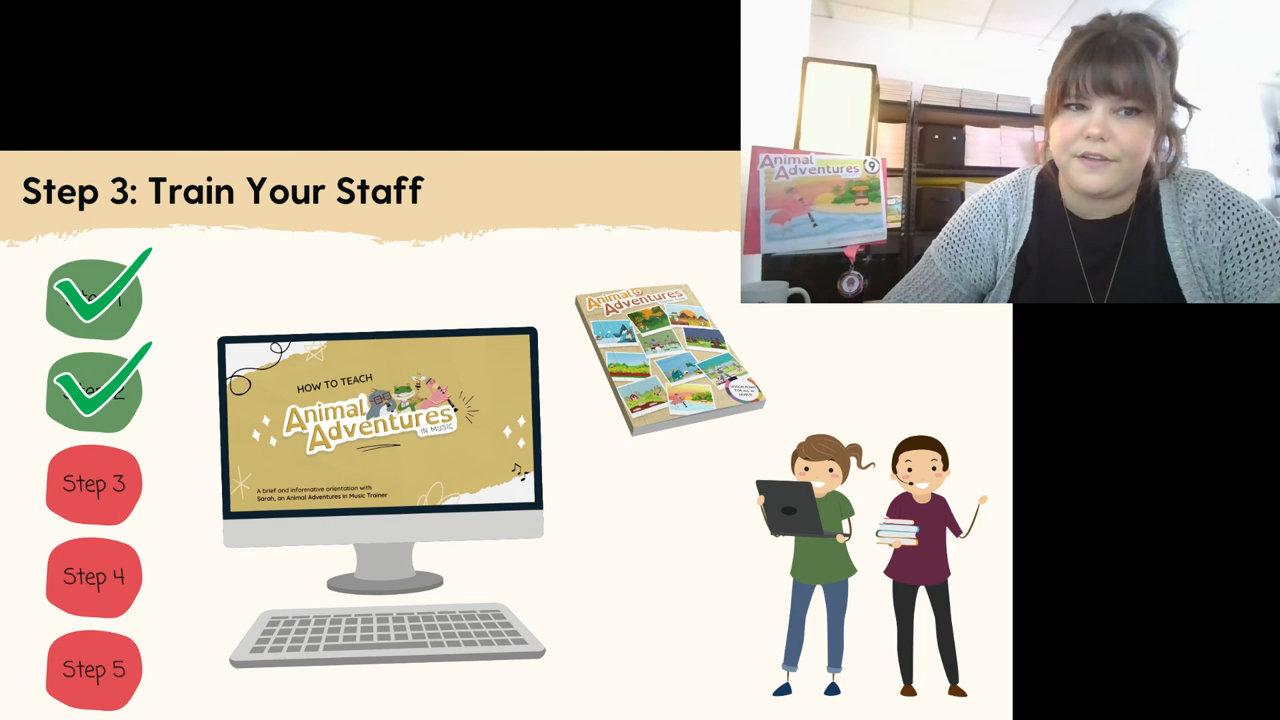 Step 3: Train Your Staff
Step 3
Step 4
Step 5
HOW TO TEACH
Animal
Adventures
IN MUSIC
A brief and informative orientation with
Sarah, an Animal Adventures in Music Trainer
Animal
Adventures
Animal
Adventures
9